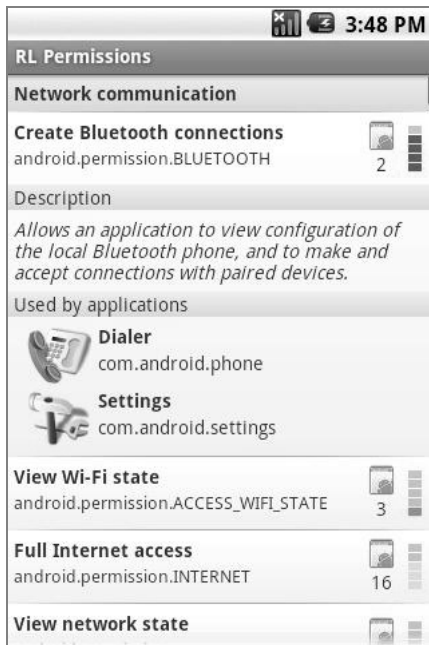 3:48 PM
RL Permissions
Network communication
Create Bluetooth connections
android.permission.BLUETOOTH
2
Description
Allows an application to view configuration of
the local Bluetooth phone, and to make and
accept connections with paired devices.
Used by applications
Dialer
com.android.phone
Settings
com.android.settings
View Wi-Fi state
android.permission.ACCESS_WIFI_STATE
3
Full Internet access
android.permission.INTERNET
16
View network state